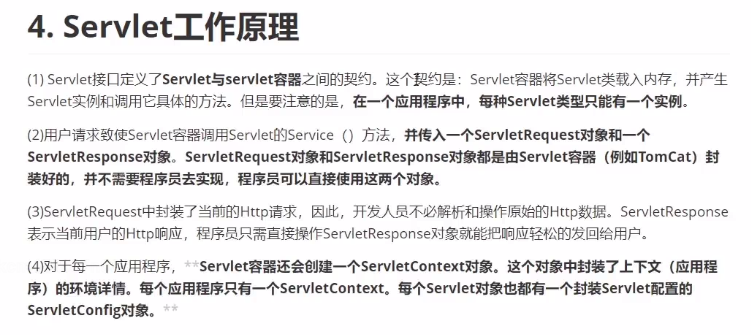 4. Servlet工作原理
(1) Servlet接口定义了Servlet与servlet容器之间的契约。这个契约是：Servlet容器将Servlet类载入内存，并产生
Servlet实例和调用它具体的方法。但是要注意的是，在一个应用程序中，每种Servlet类型只能有一个实例。
(2)用户请求致使Servlet容器调用Servlet的Service（）方法，并传入一个ServletRequest对象和一个
ServletResponse对象。ServletRequest对象和ServletResponse对象都是由Servlet容器（例如TomCat）封
装好的，并不需要程序员去实现，程序员可以直接使用这两个对象。
(3)ServletRequest中封装了当前的Http请求，因此，开发人员不必解析和操作原始的Http数据。ServletResponse
表示当前用户的Http响应，程序员只需直接操作ServletResponse对象就能把响应轻松的发回给用户。
(4)对于每一个应用程序，**Servlet容器还会创建一个ServletContext对象。这个对象中封装了上下文（应用程
序）的环境详情。每个应用程序只有一个ServletContext。每个Servlet对象也都有一个封装Servlet配置的
ServletConfig对象。**